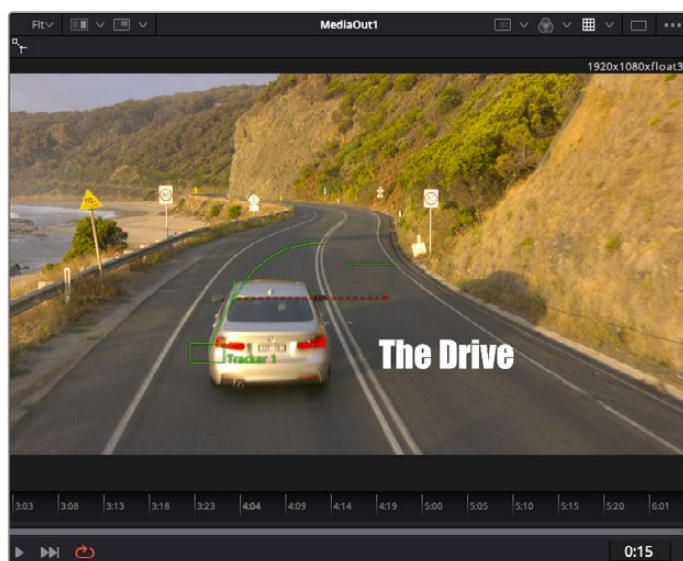 Fit
MediaOut1
1920x1080xfloat3
The Drive
Tracker 1
3:03 3:08 3:13 3:18 3:23 4:04 4:09 4:14 4:19 5:00 5:05 5:10 5:15 5:20 6:01
0:15